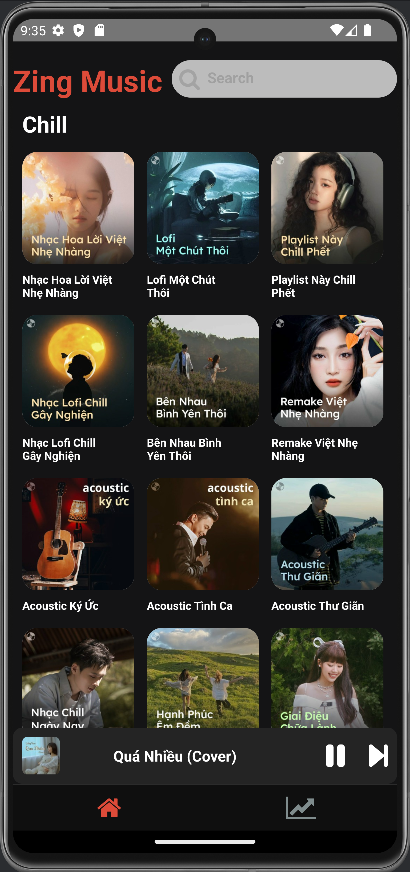 9:35
Zing Music
Search
Chill
Nhạc Hoa Lời Việt
Nhẹ Nhàng
Lofi
Một Chút Thôi
Playlist Này
Chill Phết
Nhạc Hoa Lời Việt
Nhẹ Nhàng
Lofi Một Chút
Thôi
Playlist Này Chill
Phết
Nhạc Lofi Chill
Gây Nghiện
Bên Nhau
Bình Yên Thôi
Remake Việt
Nhẹ Nhàng
Nhạc Lofi Chill
Gây Nghiện
Bên Nhau Bình
Yên Thôi
Remake Việt Nhẹ
Nhàng
acoustic
ký ức
acoustic
tình ca
Acoustic
Thư Giãn
Acoustic Ký Ức
Acoustic Tình Ca
Acoustic Thư Giãn
Nhạc Chill
Ngày Nay
Hạnh Phúc
Êm Đềm
Giai Điệu
Chữa Lành
Quá Nhiều (Cover)